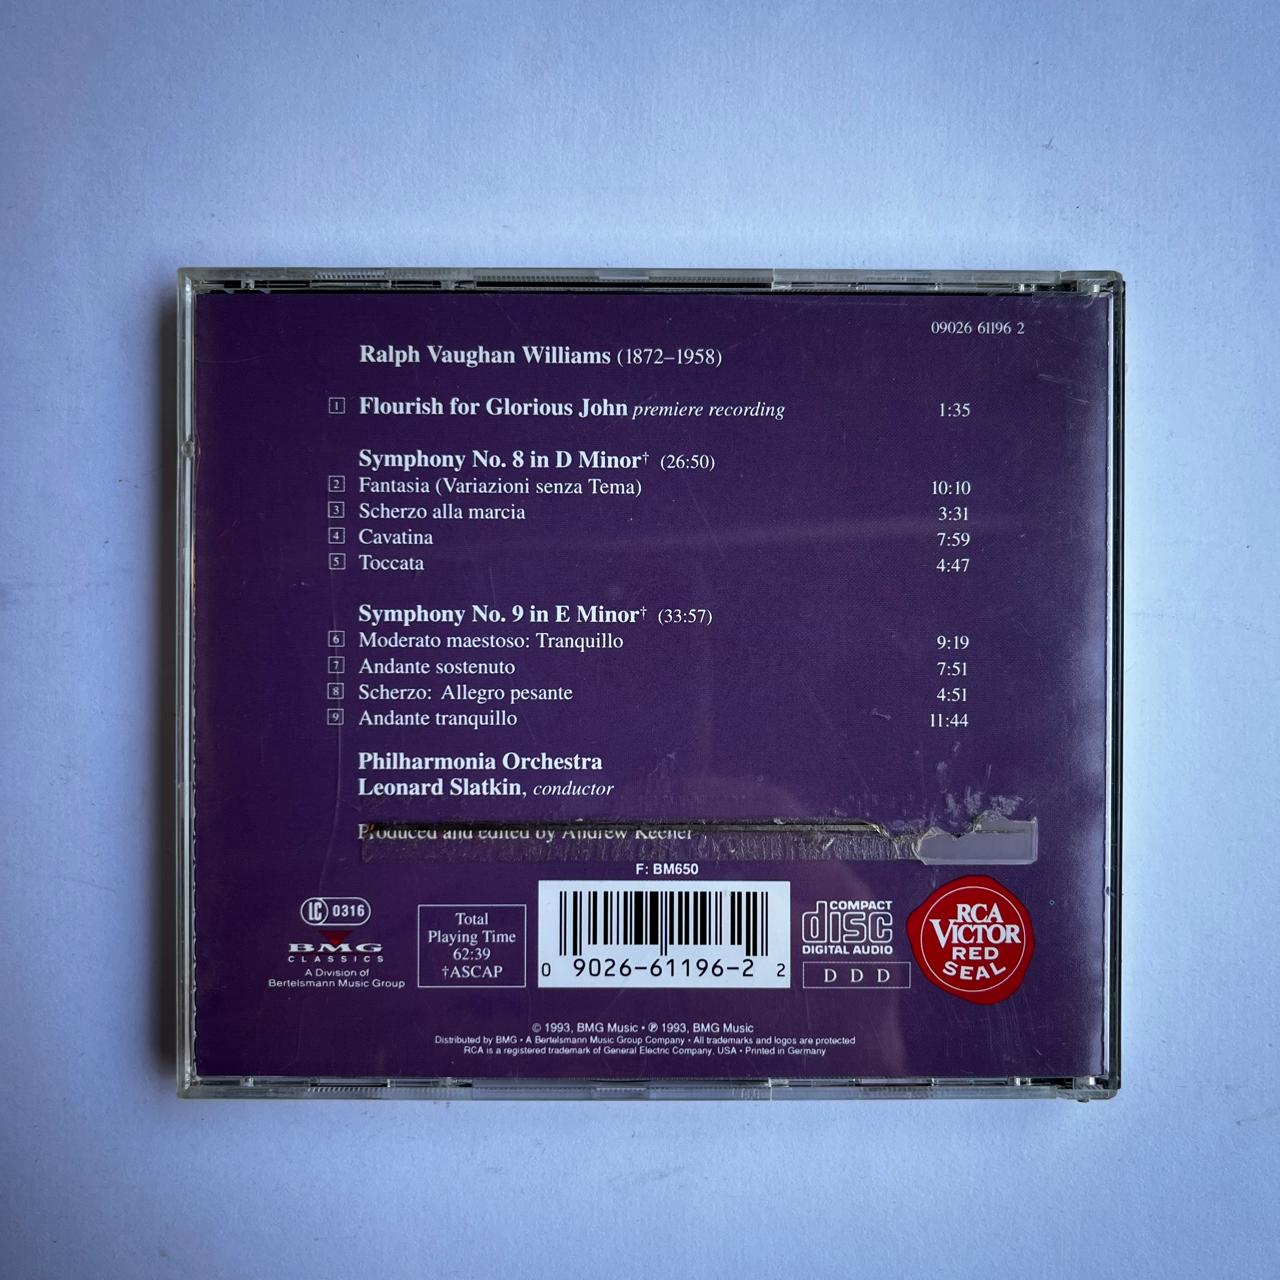 09026 61196 2
Ralph Vaughan Williams (1872–1958)
1 Flourish for Glorious John premiere recording 1:35
Symphony No. 8 in D Minor† (26:50)
2 Fantasia (Variazioni senza Tema) 10:10
3 Scherzo alla marcia 3:31
4 Cavatina 7:59
5 Toccata 4:47
Symphony No. 9 in E Minor† (33:57)
6 Moderato maestoso: Tranquillo 9:19
7 Andante sostenuto 7:51
8 Scherzo: Allegro pesante 4:51
9 Andante tranquillo 11:44
Philharmonia Orchestra
Leonard Slatkin, conductor
Produced and edited by Andrew Keener
F: BM650
LC 0316
BMG
CLASSICS
A Division of
Bertelsmann Music Group
Total
Playing Time
62:39
†ASCAP
0 9026-61196-2 2
COMPACT
disc
DIGITAL AUDIO
D D D
RCA
VICTOR
RED
SEAL
© 1993, BMG Music • ℗ 1993, BMG Music
Distributed by BMG • A Bertelsmann Music Group Company • All trademarks and logos are protected
RCA is a registered trademark of General Electric Company, USA • Printed in Germany